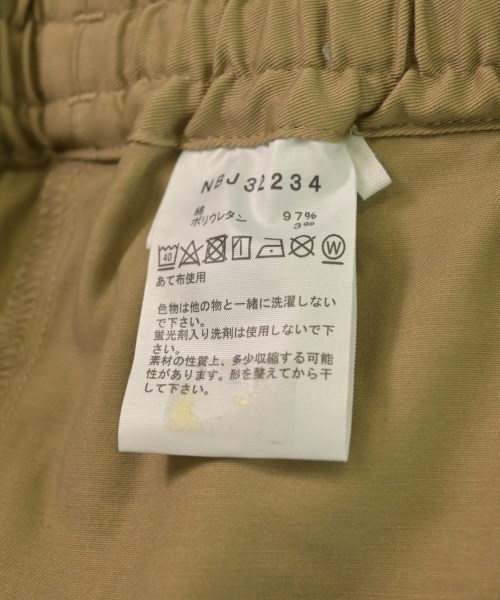 NBJ32234
綿 97%
ポリウレタン 3%
40 W
あて布使用
色物は他の物と一緒に洗濯しない
で下さい。
蛍光剤入り洗剤は使用しないで下
さい。
素材の性質上、多少収縮する可能
性があります。形を整えてから干
して下さい。